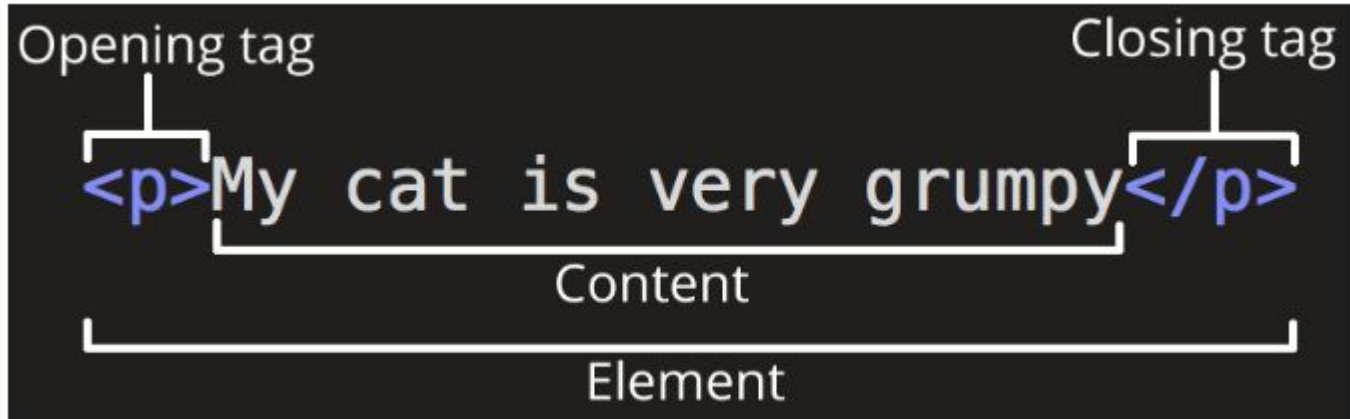 Opening tag
Closing tag
<p>My cat is very grumpy</p>
Content
Element